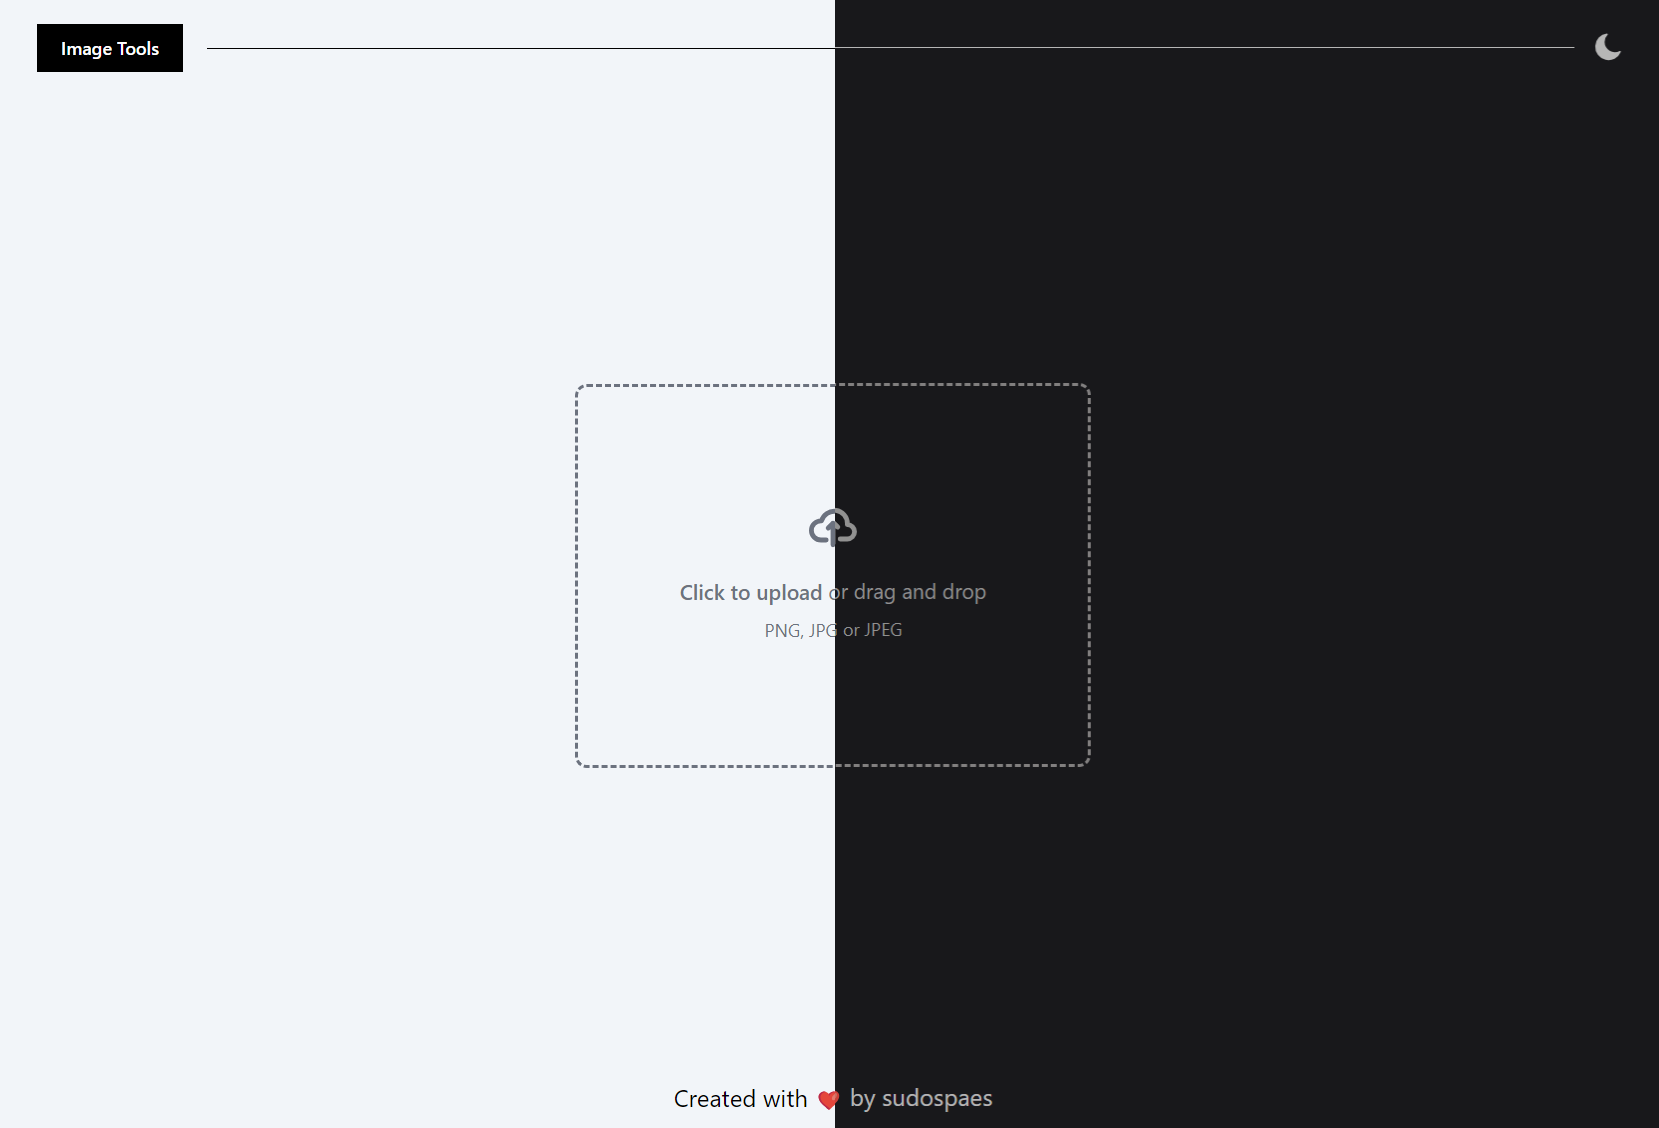 Image Tools
Click to upload or drag and drop
PNG, JPG or JPEG
Created with ❤️ by sudospaes